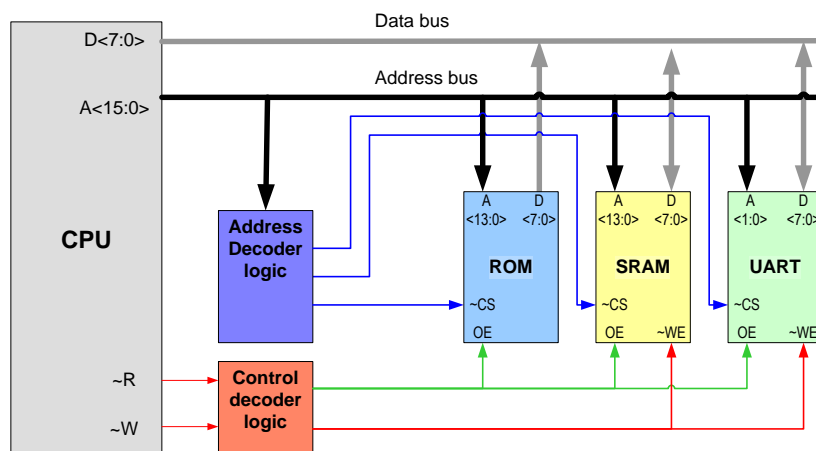 Data bus
D<7:0>
Address bus
A<15:0>
CPU
Address
Decoder
logic
A
<13:0>
D
<7:0>
ROM
~CS
OE
A
<13:0>
D
<7:0>
SRAM
~CS
OE
~WE
A
<1:0>
D
<7:0>
UART
~CS
OE
~WE
~R
~W
Control
decoder
logic